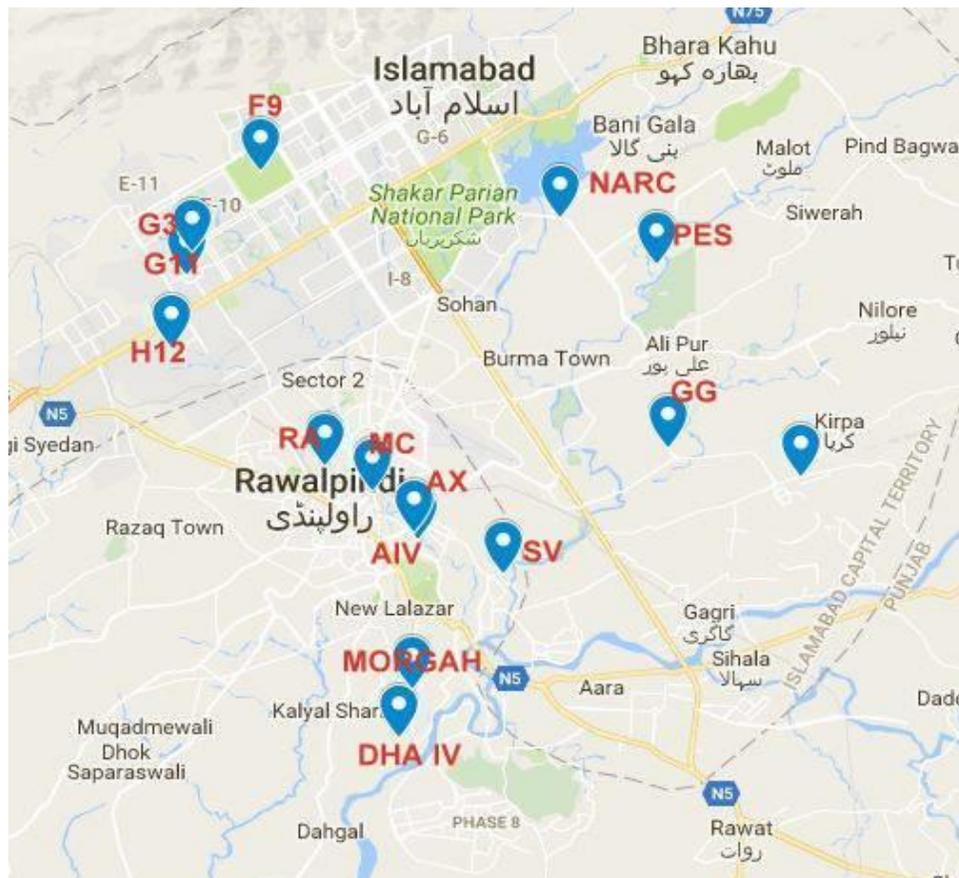 N75
Islamabad
اسلام آباد
Bhara Kahu
بھارہ کہو
F9
G-6
Bani Gala
بنی گالا
Malot
ملوٹ
Pind Bagwa
E-11
NARC
Shakar Parian
National Park
شکرپریاں
Siwerah
G3
F-10
PES
G11
I-8
Sohan
Nilore
نیلور
H12
Burma Town
Ali Pur
علی پور
Sector 2
GG
N5
Kirpa
کرپا
gi Syedan
RA
MC
Rawalpindi
راولپنڈی
AX
Razaq Town
AIV
SV
ISLAMABAD CAPITAL TERRITORY
PUNJAB
New Lalazar
Gagri
گاگری
MORGAH
Sihala
سہالا
N5
Aara
Kalyal Shar
Dado
Muqadmewali
Dhok
Saparaswali
DHA IV
N5
PHASE 8
Dahgal
Rawat
روات